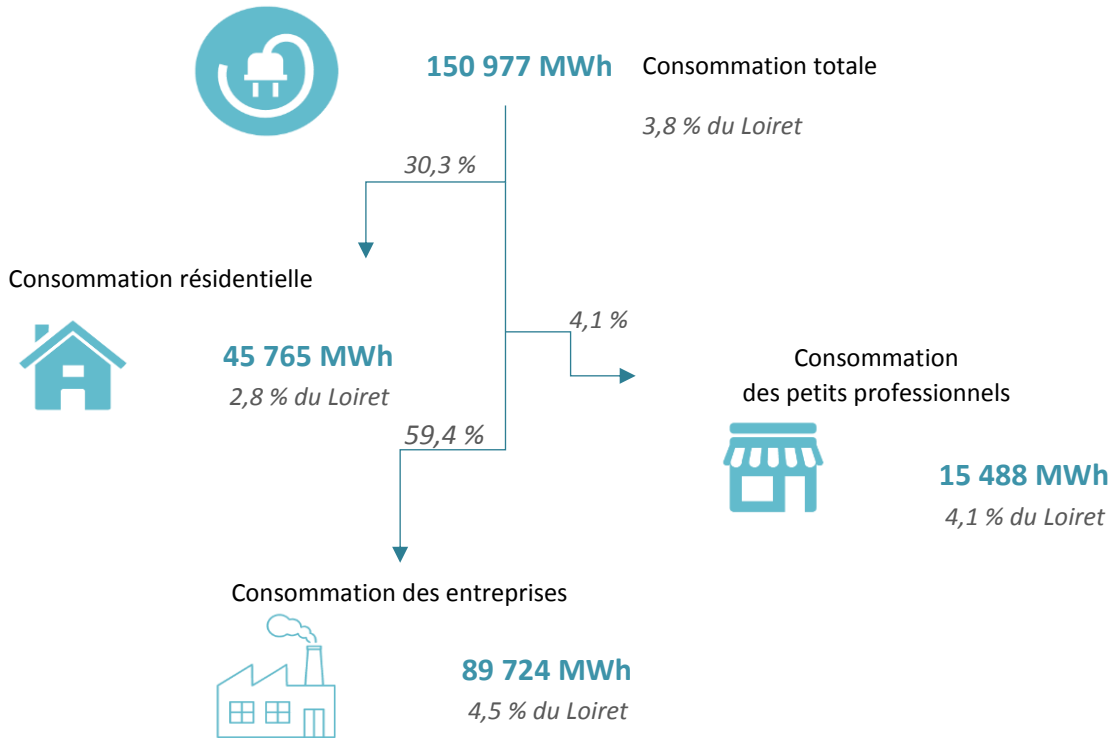 150 977 MWh Consommation totale
3,8 % du Loiret
30,3 %
Consommation résidentielle
45 765 MWh
2,8 % du Loiret
4,1 %
Consommation
des petits professionnels
15 488 MWh
4,1 % du Loiret
59,4 %
Consommation des entreprises
89 724 MWh
4,5 % du Loiret